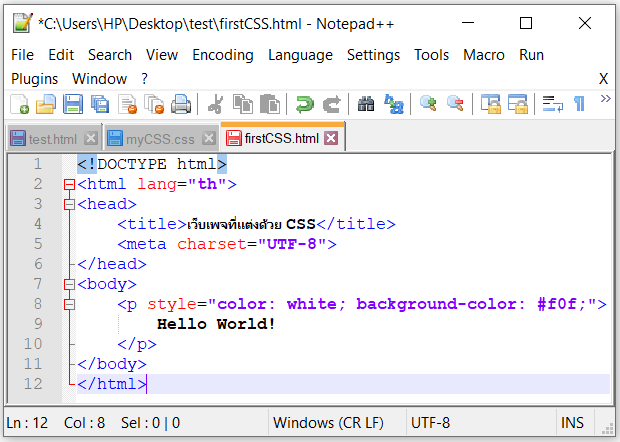 *C:\Users\HP\Desktop\test\firstCSS.html - Notepad++
File Edit Search View Encoding Language Settings Tools Macro Run
Plugins Window ? X
test.html myCSS.css firstCSS.html
1 <!DOCTYPE html>
2 <html lang="th">
3 <head>
4 <title>เว็บเพจที่แต่งด้วย CSS</title>
5 <meta charset="UTF-8">
6 </head>
7 <body>
8 <p style="color: white; background-color: #f0f;">
9 Hello World!
10 </p>
11 </body>
12 </html>
Ln : 12 Col : 8 Sel : 0 | 0 Windows (CR LF) UTF-8 INS